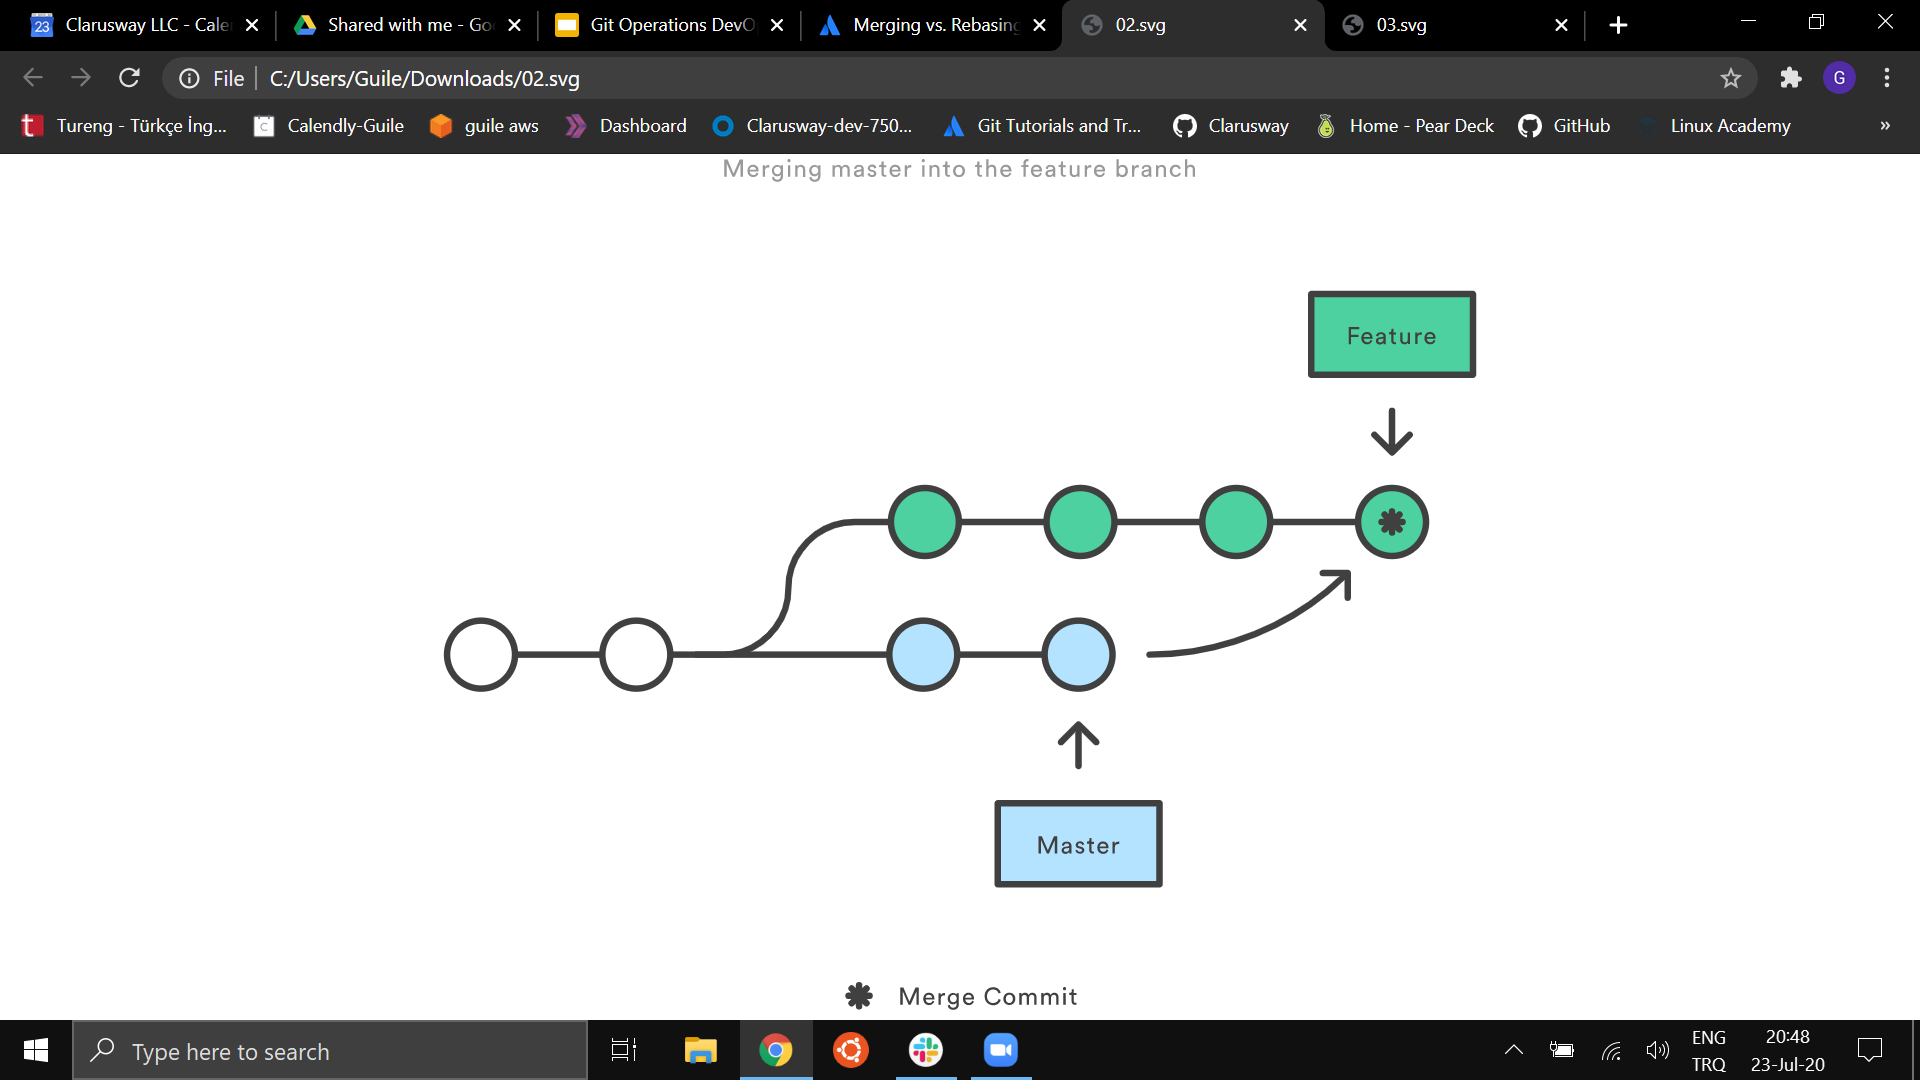 23 Clarusway LLC - Cale
Shared with me - Go
Git Operations DevO
Merging vs. Rebasing
02.svg
03.svg
File C:/Users/Guile/Downloads/02.svg
G
t Tureng - Türkçe İng...
C Calendly-Guile
guile aws
Dashboard
Clarusway-dev-750...
Git Tutorials and Tr...
Clarusway
Home - Pear Deck
GitHub
Linux Academy
»
Merging master into the feature branch
Feature
Master
Merge Commit
Type here to search
ENG
TRQ
20:48
23-Jul-20